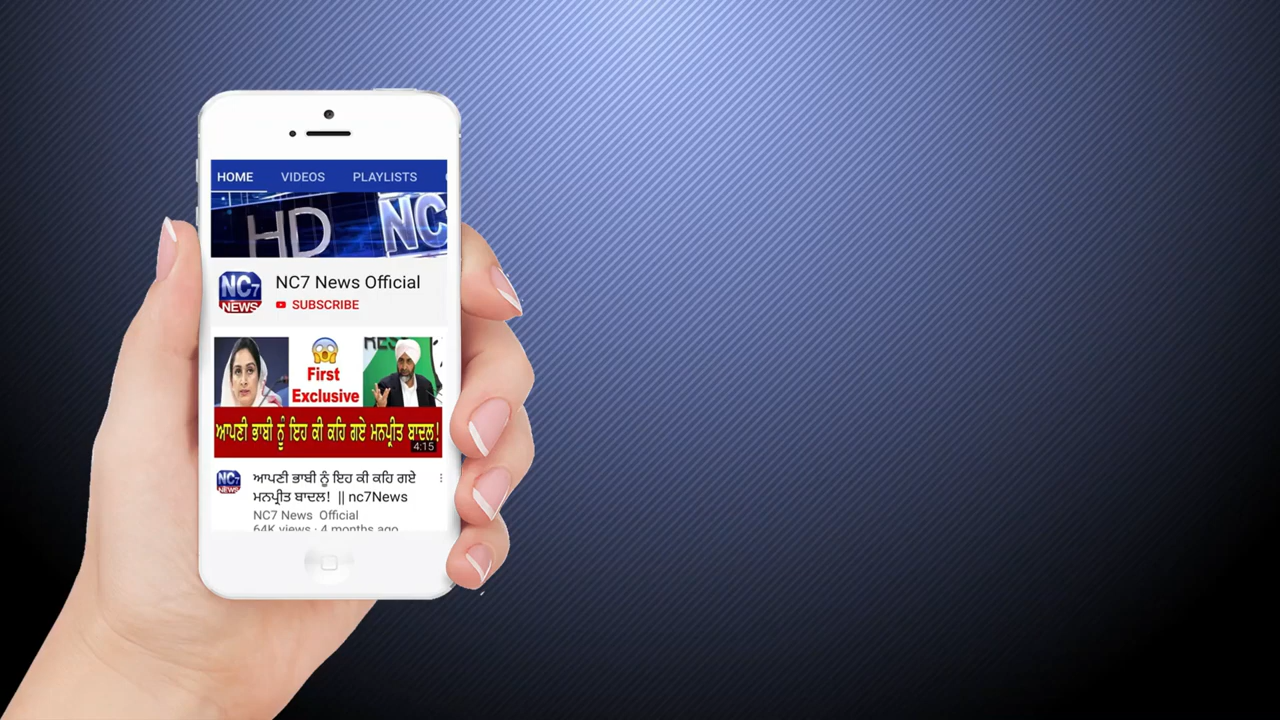 HOME VIDEOS PLAYLISTS
HD NC
NC7 News Official
NC7
NEWS
SUBSCRIBE
First
Exclusive
ਆਪਣੀ ਭਾਬੀ ਨੂੰ ਇਹ ਕੀ ਕਹਿ ਗਏ ਮਨਪ੍ਰੀਤ ਬਾਦਲ!
4:15
NC7
NEWS
ਆਪਣੀ ਭਾਬੀ ਨੂੰ ਇਹ ਕੀ ਕਹਿ ਗਏ
ਮਨਪ੍ਰੀਤ ਬਾਦਲ! || nc7News
NC7 News Official
64K views · 4 months ago